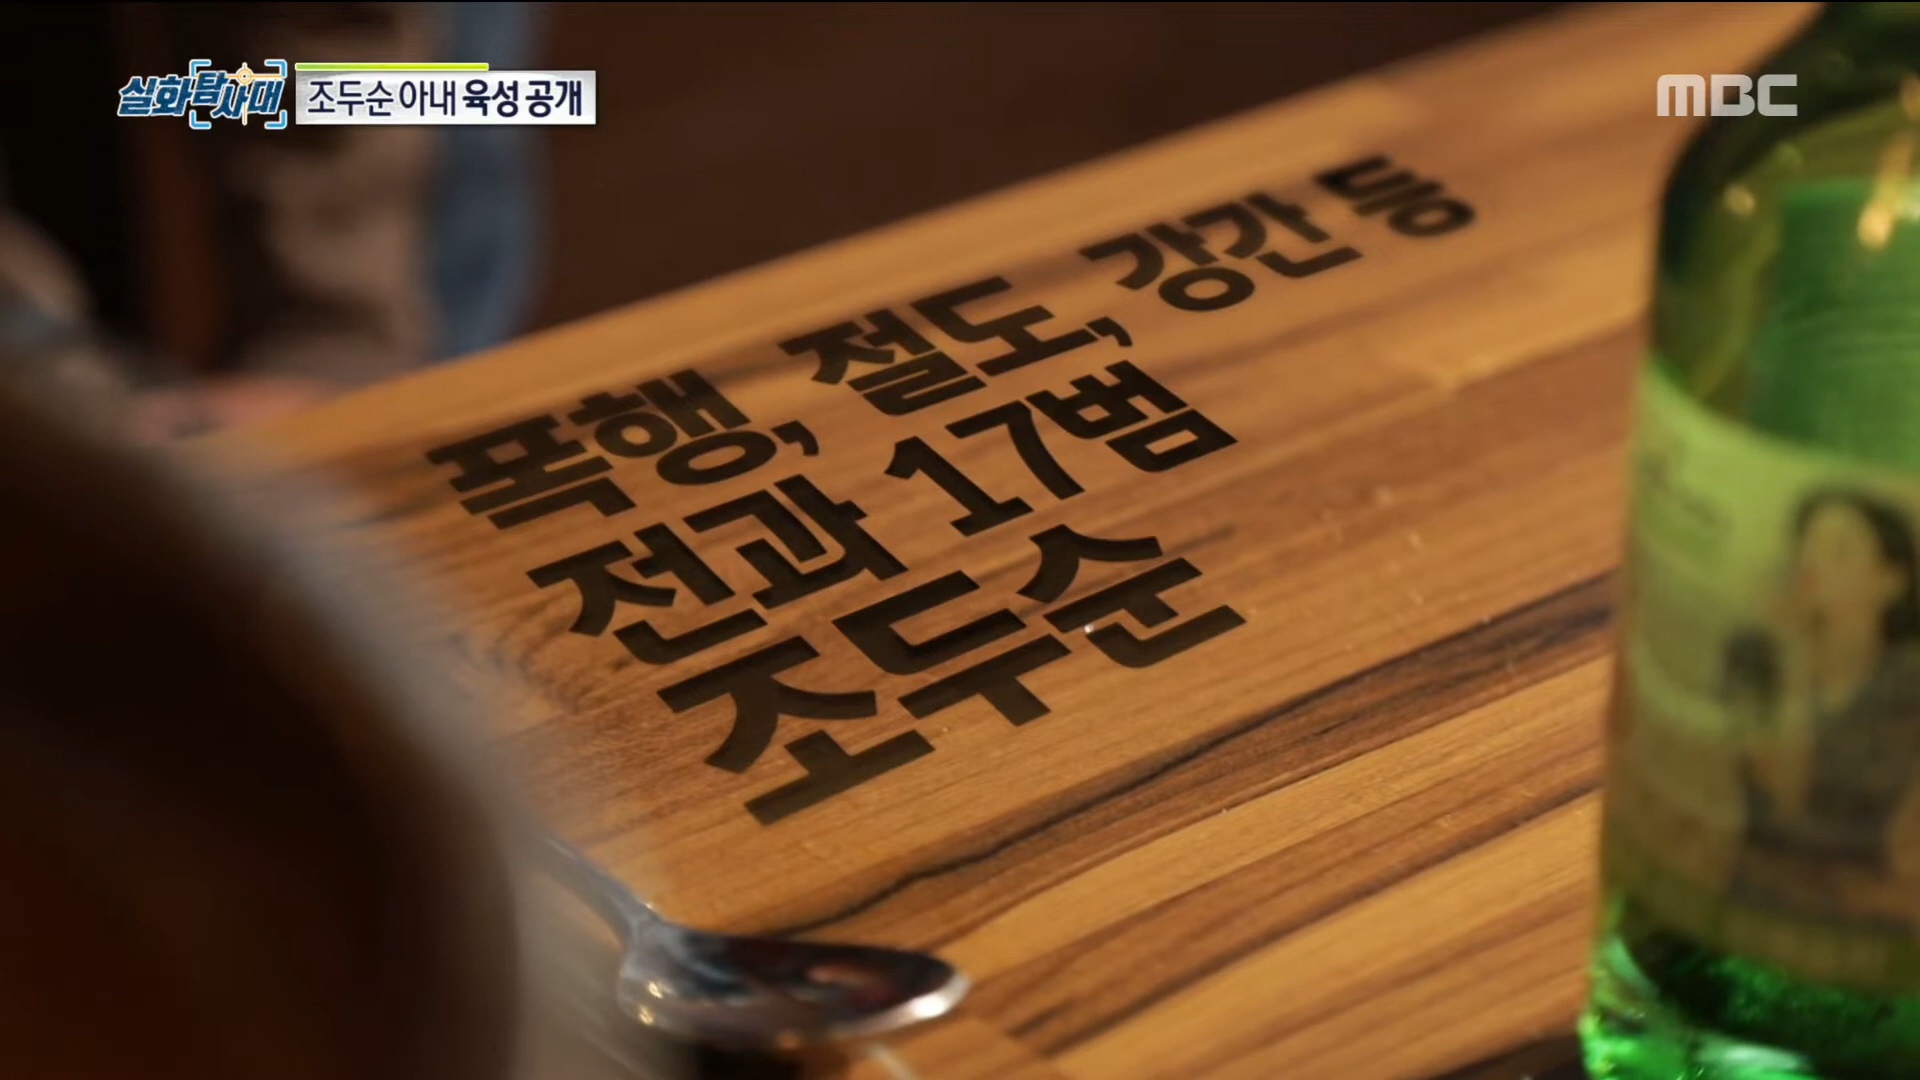 실화탐사대
조두순 아내 육성 공개
MBC
폭행, 절도, 강간 등
전과 17범
조두순